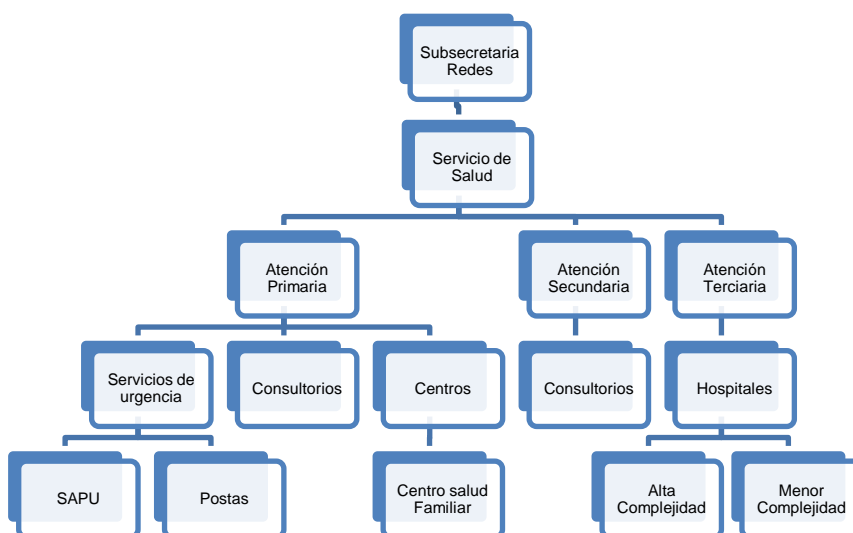 Subsecretaria
Redes
Servicio de
Salud
Atención
Primaria
Atención
Secundaria
Atención
Terciaria
Servicios de
urgencia
Consultorios
Centros
Consultorios
Hospitales
SAPU
Postas
Centro salud
Familiar
Alta
Complejidad
Menor
Complejidad